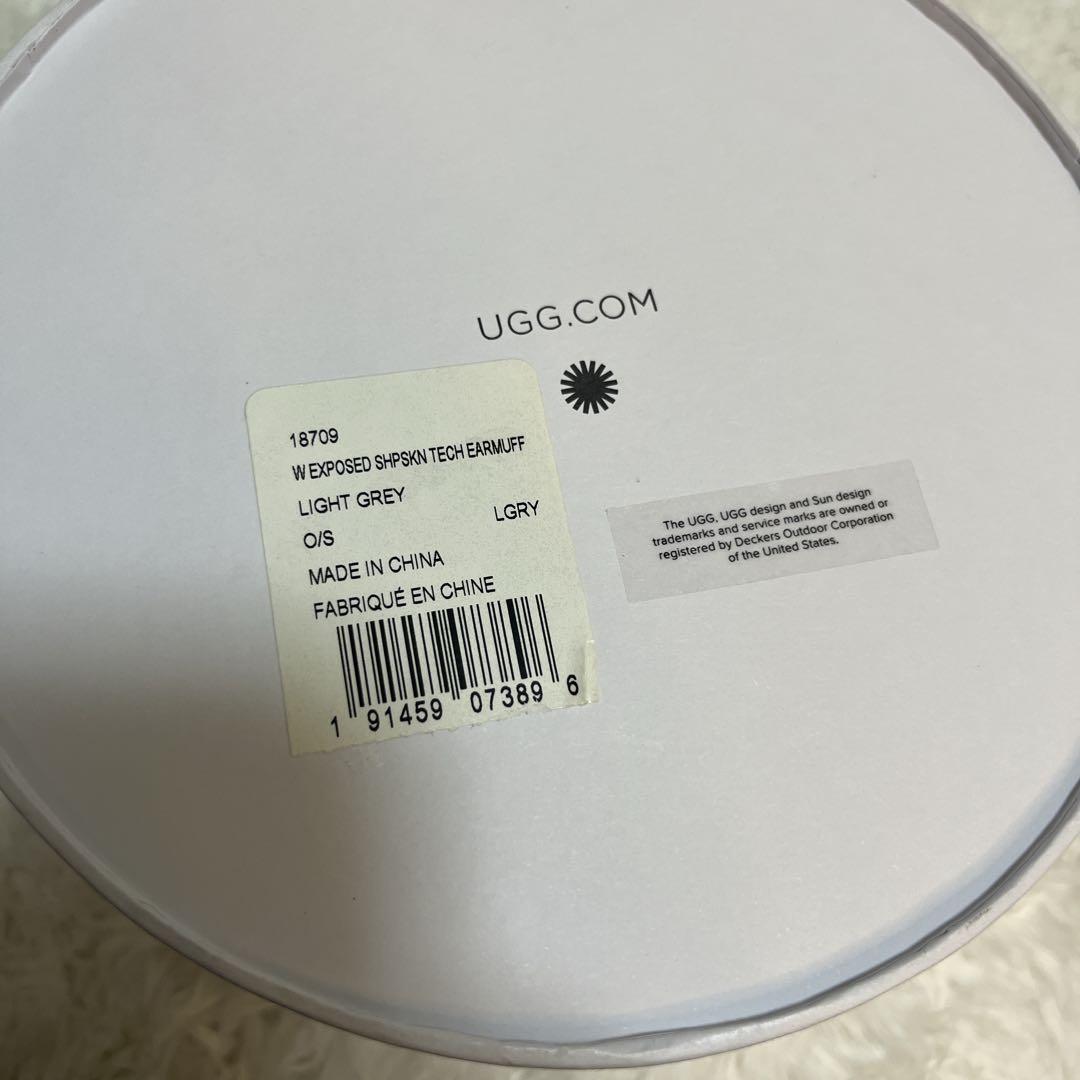 UGG.COM
18709
W EXPOSED SHPSKN TECH EARMUFF
LIGHT GREY
O/S LGRY
MADE IN CHINA
FABRIQUÉ EN CHINE
1 91459 07389 6
The UGG, UGG design and Sun design
trademarks and service marks are owned or
registered by Deckers Outdoor Corporation
of the United States.